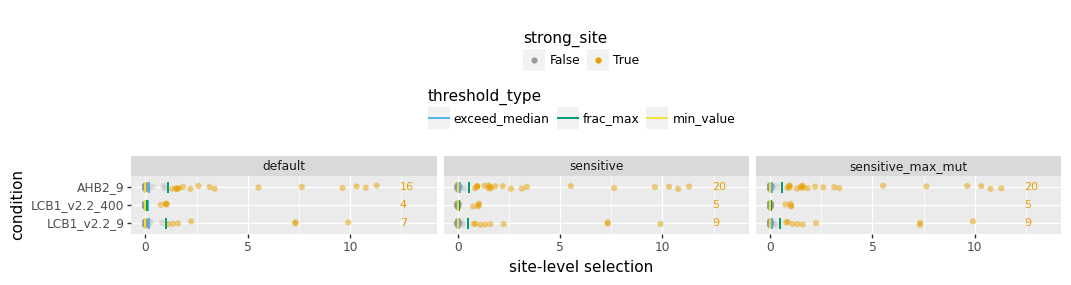 strong_site
False True
threshold_type
exceed_median frac_max min_value
default sensitive sensitive_max_mut
condition
AHB2_9 16 20 20
LCB1_v2.2_400 4 5 5
LCB1_v2.2_9 7 9 9
0 5 10 0 5 10 0 5 10
site-level selection